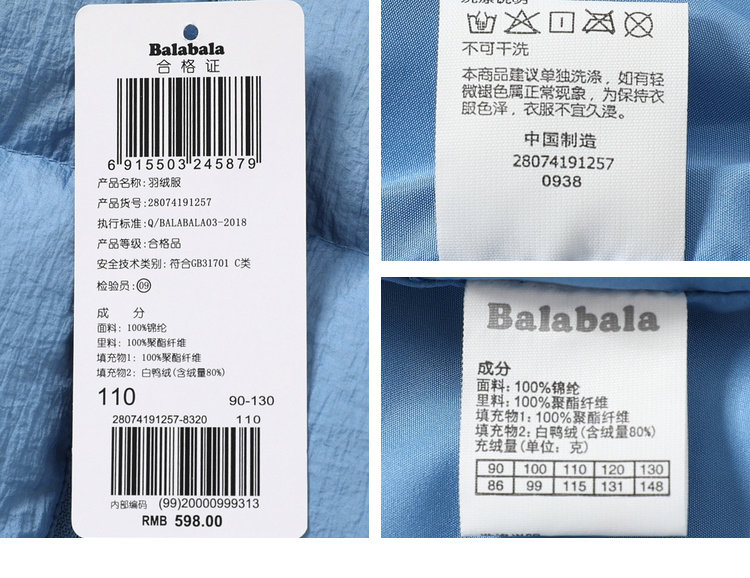 Balabala
合格证
6 915503 245879
产品名称: 羽绒服
产品货号: 28074191257
执行标准: Q/BALABALA03-2018
产品等级: 合格品
安全技术类别: 符合GB31701 C类
检验员: 09
成 分
面料: 100%锦纶
里料: 100%聚酯纤维
填充物1: 100%聚酯纤维
填充物2: 白鸭绒(含绒量80%)
110 90-130
28074191257-8320 110
内部编码 (99)20000999313
RMB 598.00
不可干洗
本商品建议单独洗涤，如有轻
微褪色属正常现象，为保持衣
服色泽，衣服不宜久浸。
中国制造
28074191257
0938
Balabala
成分
面料: 100%锦纶
里料: 100%聚酯纤维
填充物1: 100%聚酯纤维
填充物2: 白鸭绒(含绒量80%)
充绒量(单位: 克)
90 100 110 120 130
86 99 115 131 148